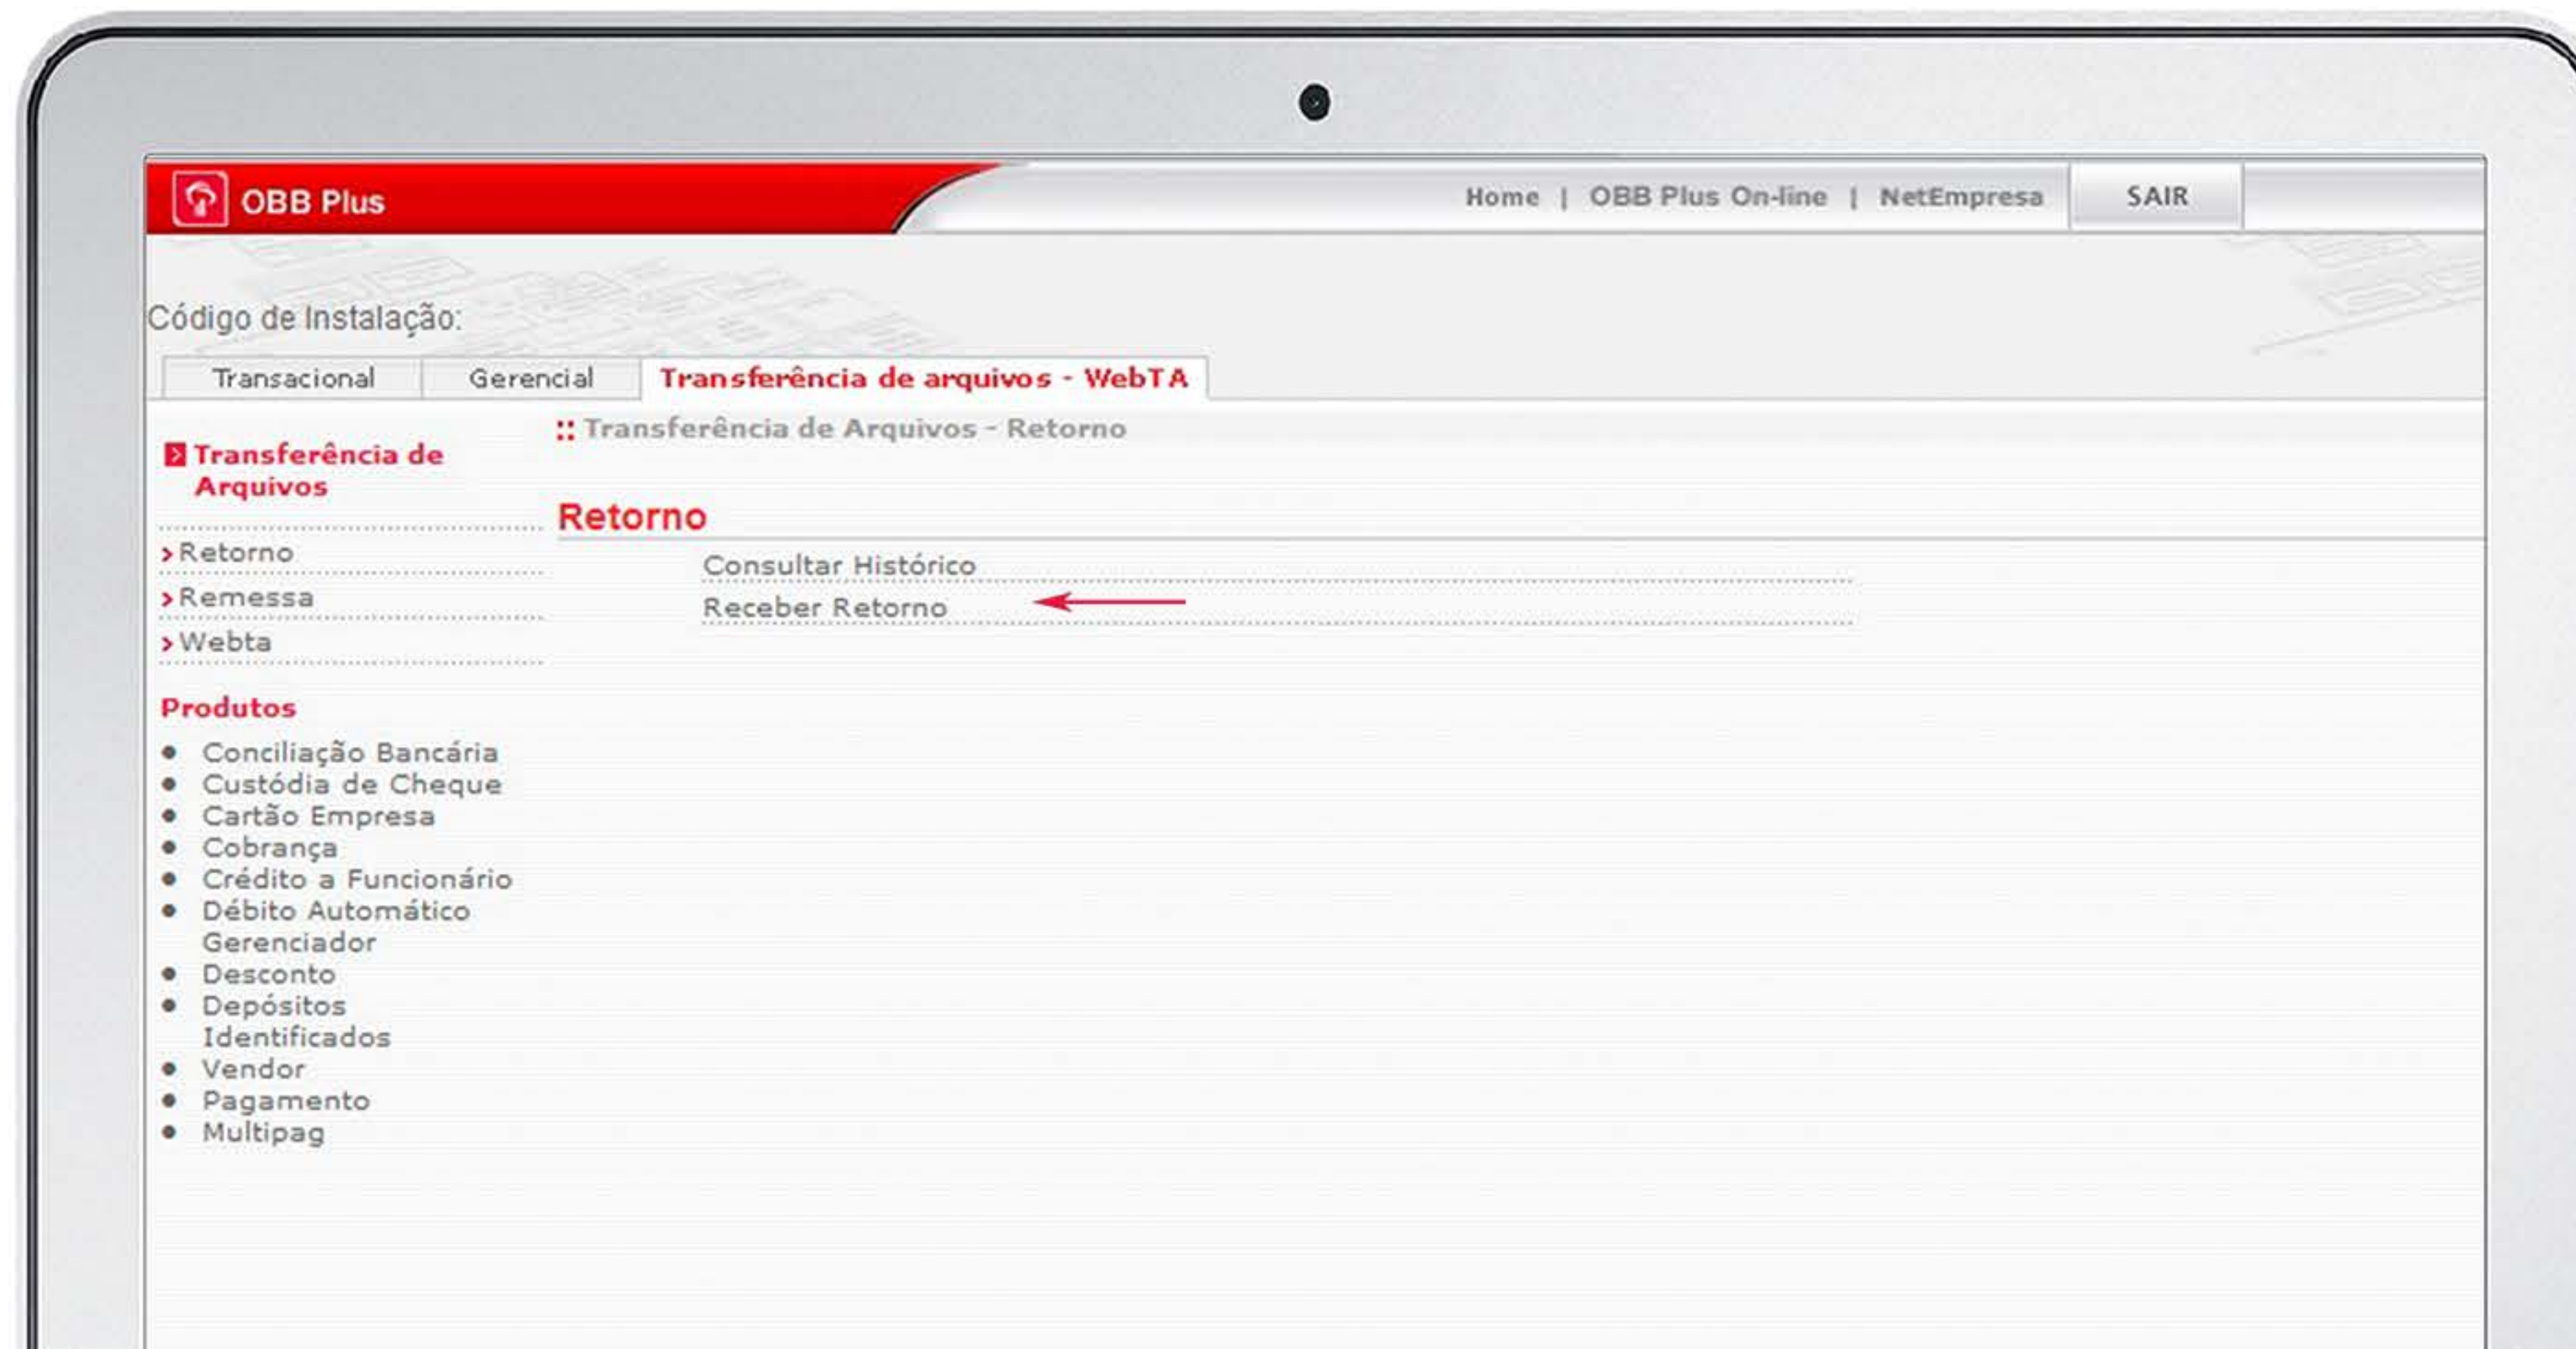 OBB Plus
Home | OBB Plus On-line | NetEmpresa
SAIR
Código de Instalação:
Transacional
Gerencial
Transferência de arquivos - WebTA
:: Transferência de Arquivos - Retorno
Transferência de
Arquivos
Retorno
Remessa
Webta
Retorno
Consultar Histórico
Receber Retorno
Produtos
Conciliação Bancária
Custódia de Cheque
Cartão Empresa
Cobrança
Crédito a Funcionário
Débito Automático
Gerenciador
Desconto
Depósitos
Identificados
Vendor
Pagamento
Multipag